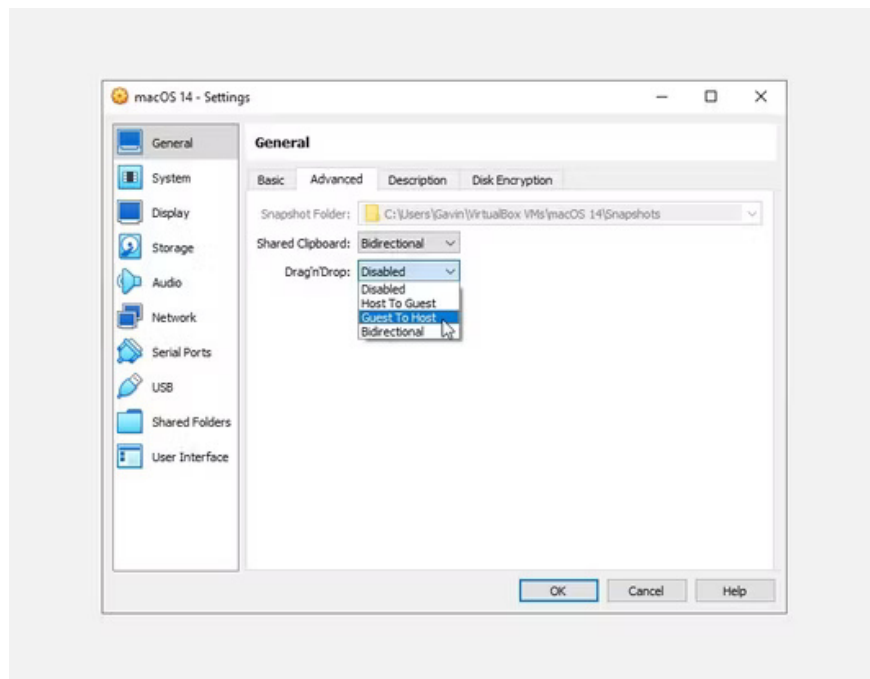 macOS 14 - Settings
General
System
Display
Storage
Audio
Network
Serial Ports
USB
Shared Folders
User Interface
General
Basic Advanced Description Disk Encryption
Snapshot Folder: C:\Users\Gavin\VirtualBox VMs\macOS 14\Snapshots
Shared Clipboard: Bidirectional
Drag'n'Drop: Disabled
Disabled
Host To Guest
Guest To Host
Bidirectional
OK Cancel Help